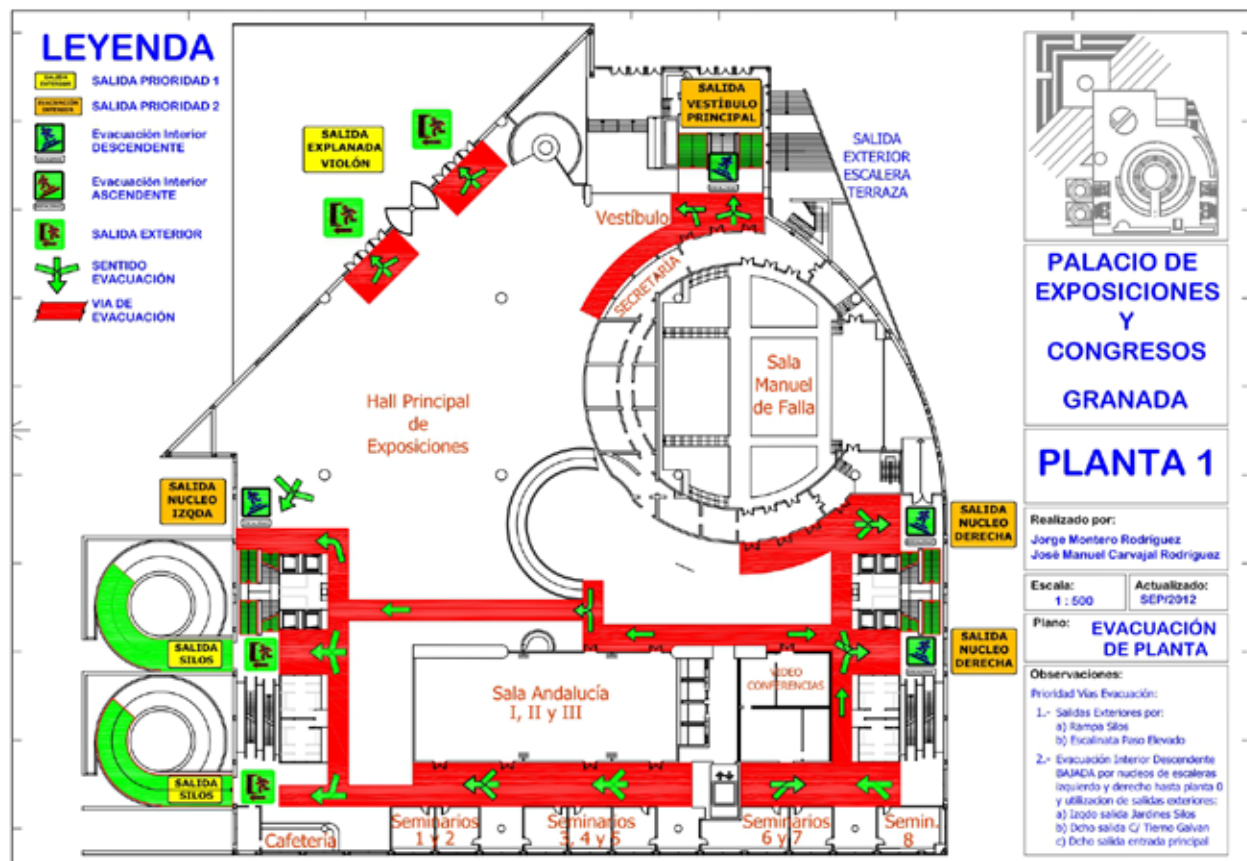 LEYENDA
SALIDA EXTERIOR
SALIDA PRIORIDAD 1
EVACUACIÓN INTERIOR
SALIDA PRIORIDAD 2
Evacuación Interior
DESCENDENTE
Evacuación Interior
ASCENDENTE
SALIDA EXTERIOR
SENTIDO
EVACUACIÓN
VIA DE
EVACUACIÓN
SALIDA
EXPLANADA
VIOLÓN
SALIDA
VESTÍBULO
PRINCIPAL
SALIDA
EXTERIOR
ESCALERA
TERRAZA
Vestíbulo
SECRETARIA
Sala
Manuel
de Falla
Hall Principal
de
Exposiciones
SALIDA
NUCLEO
IZQDA
SALIDA
NUCLEO
DERECHA
SALIDA
SILOS
SALIDA
NUCLEO
DERECHA
VIDEO
CONFERENCIAS
Sala Andalucía
I, II y III
SALIDA
SILOS
Cafetería
Seminarios
1 y 2
Seminarios
3, 4 y 5
Seminarios
6 y 7
Semin.
8
PALACIO DE
EXPOSICIONES
Y
CONGRESOS
GRANADA
PLANTA 1
Realizado por:
Jorge Montero Rodríguez
José Manuel Carvajal Rodríguez
Escala:
1 : 500
Actualizado:
SEP/2012
Plano:
EVACUACIÓN
DE PLANTA
Observaciones:
Prioridad Vías Evacuación:
1.- Salidas Exteriores por:
a) Rampa Silos
b) Escalinata Paso Elevado
2.- Evacuación Interior Descendente
BAJADA por nucleos de escaleras
izquierdo y derecho hasta planta 0
y utilizacion de salidas exteriores:
a) Izqdo salida Jardines Silos
b) Dcho salida C/ Tierno Galvan
c) Dcho salida entrada principal